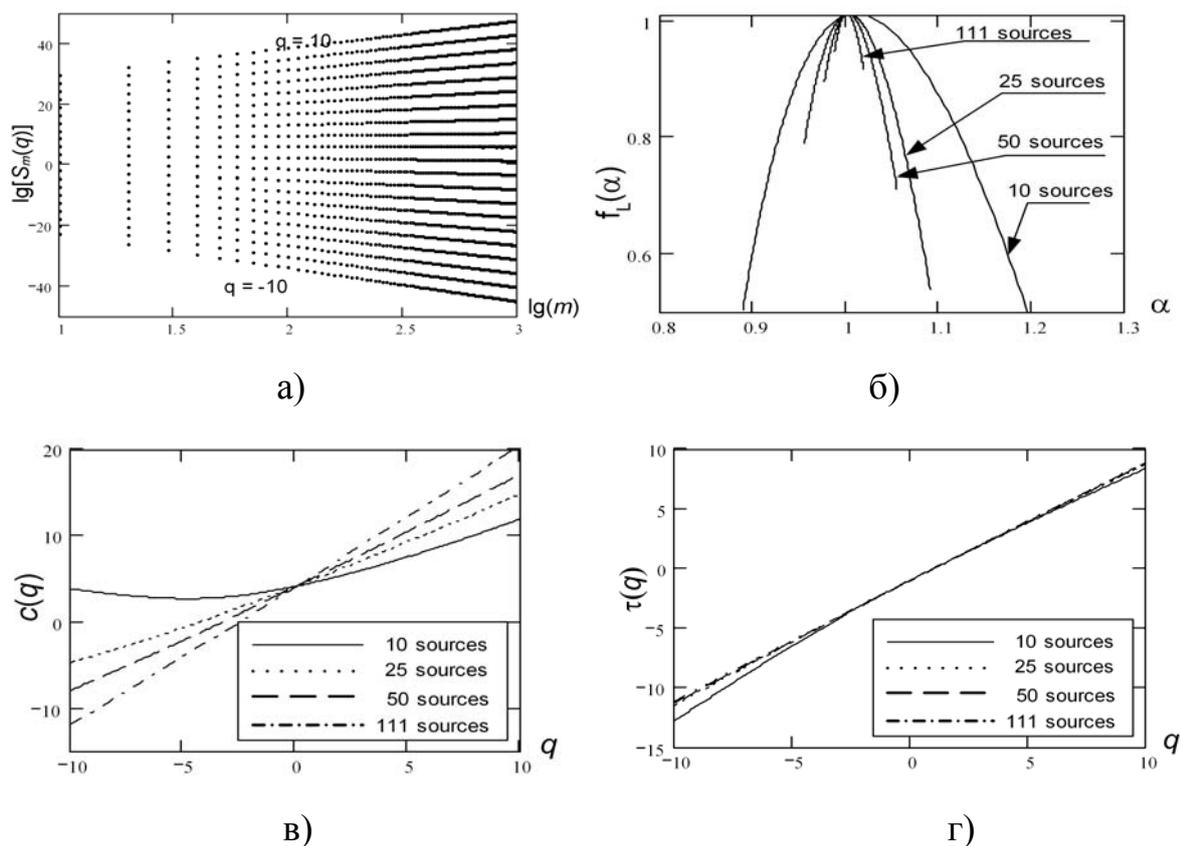 40
20
0
−20
−40
lg[Sₘ(q)]
q = 10
q = -10
1
1.5
2
2.5
3
lg(m)
а)
1
0.8
0.6
f_L(α)
111 sources
25 sources
50 sources
10 sources
0.8
0.9
1
1.1
1.2
1.3
α
б)
20
10
0
−10
c(q)
10 sources
25 sources
50 sources
111 sources
−10
−5
0
5
10
q
в)
10
5
0
−5
−10
−15
τ(q)
10 sources
25 sources
50 sources
111 sources
−10
−5
0
5
10
q
г)